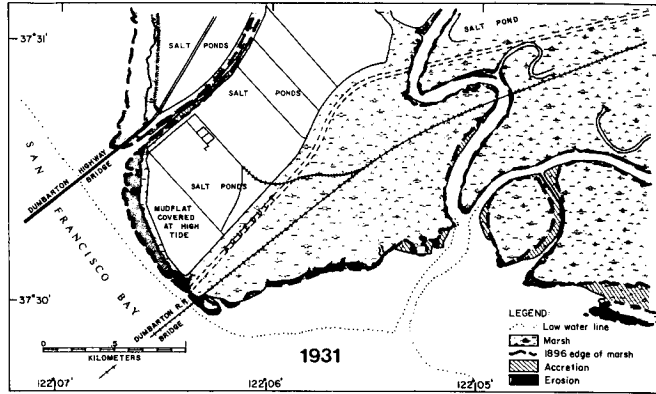 37°31'
SALT PONDS
SALT PONDS
SALT POND
SAN FRANCISCO BAY
DUMBARTON HIGHWAY
BRIDGE
SALT PONDS
MUDFLAT
COVERED
AT HIGH
TIDE
37°30'
DUMBARTON R.R.
BRIDGE
0 .5
KILOMETERS
1931
LEGEND:
Low water line
Marsh
1896 edge of marsh
Accretion
Erosion
122°07'
122°06'
122°05'